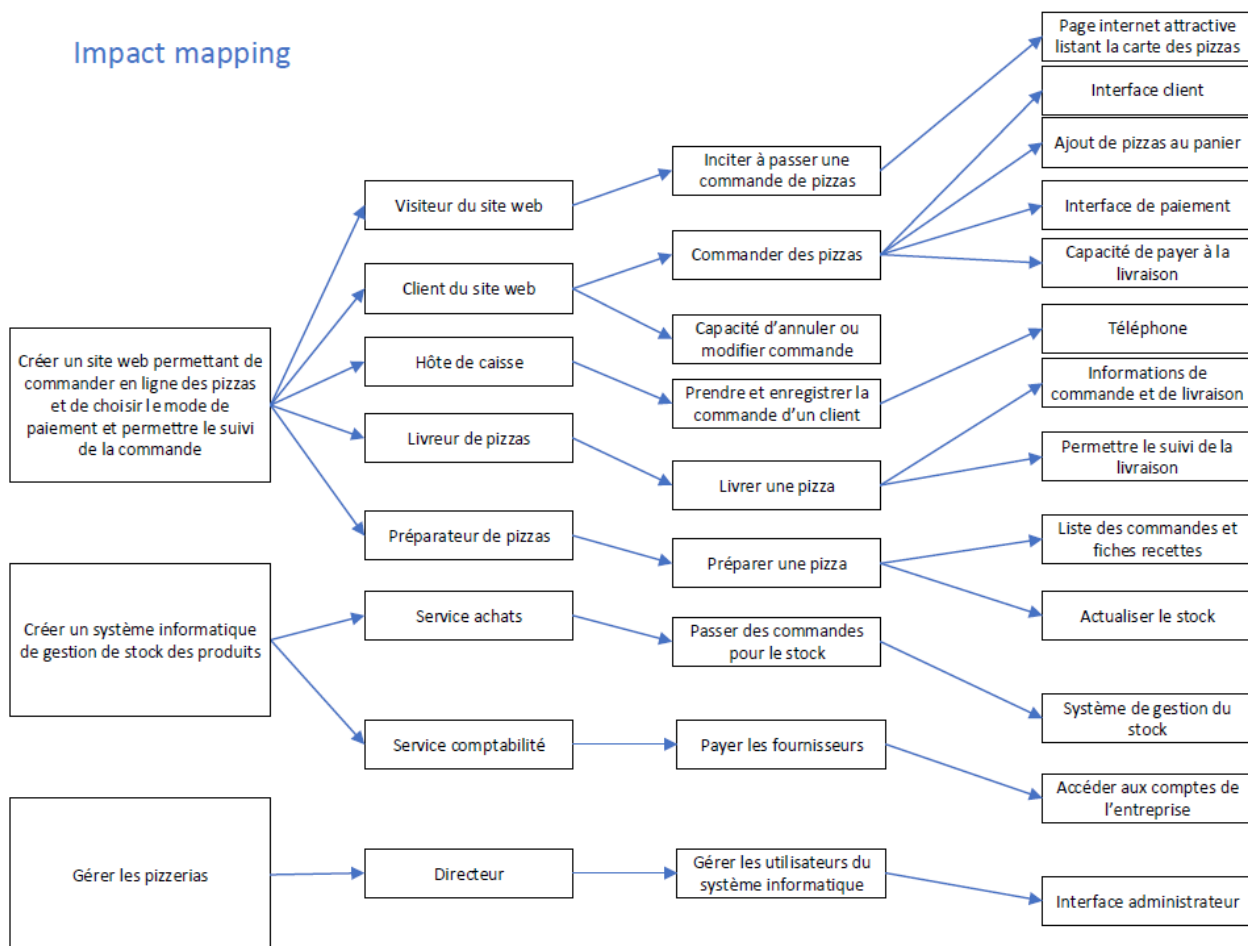 Impact mapping
Page internet attractive
listant la carte des pizzas
Interface client
Ajout de pizzas au panier
Inciter à passer une
commande de pizzas
Visiteur du site web
Interface de paiement
Commander des pizzas
Capacité de payer à la
livraison
Client du site web
Téléphone
Capacité d’annuler ou
modifier commande
Créer un site web permettant de
commander en ligne des pizzas
et de choisir le mode de
paiement et permettre le suivi
de la commande
Hôte de caisse
Informations de
commande et de livraison
Prendre et enregistrer la
commande d’un client
Livreur de pizzas
Permettre le suivi de la
livraison
Livrer une pizza
Préparateur de pizzas
Liste des commandes et
fiches recettes
Préparer une pizza
Créer un système informatique
de gestion de stock des produits
Service achats
Actualiser le stock
Passer des commandes
pour le stock
Système de gestion du
stock
Service comptabilité
Payer les fournisseurs
Accéder aux comptes de
l’entreprise
Gérer les pizzerias
Directeur
Gérer les utilisateurs du
système informatique
Interface administrateur